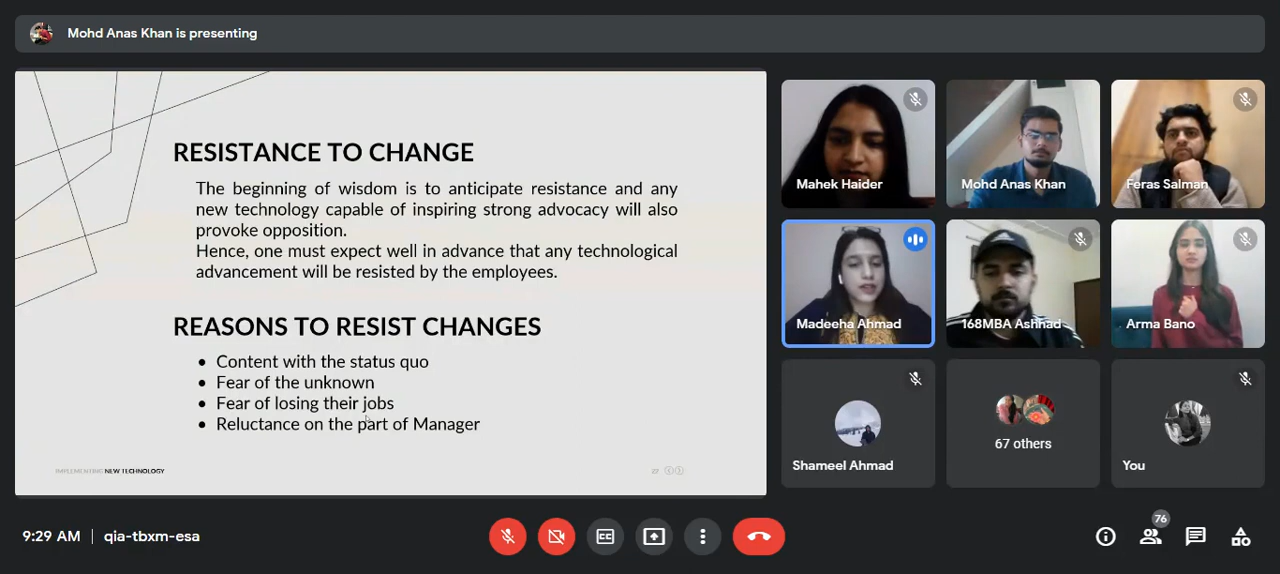 Mohd Anas Khan is presenting
RESISTANCE TO CHANGE
The beginning of wisdom is to anticipate resistance and any
new technology capable of inspiring strong advocacy will also
provoke opposition.
Hence, one must expect well in advance that any technological
advancement will be resisted by the employees.
REASONS TO RESIST CHANGES
• Content with the status quo
• Fear of the unknown
• Fear of losing their jobs
• Reluctance on the part of Manager
IMPLEMENTING NEW TECHNOLOGY
Mahek Haider
Mohd Anas Khan
Feras Salman
Madeeha Ahmad
168MBA Ashhad
Arma Bano
Shameel Ahmad
67 others
You
9:29 AM | qia-tbxm-esa
CC
76